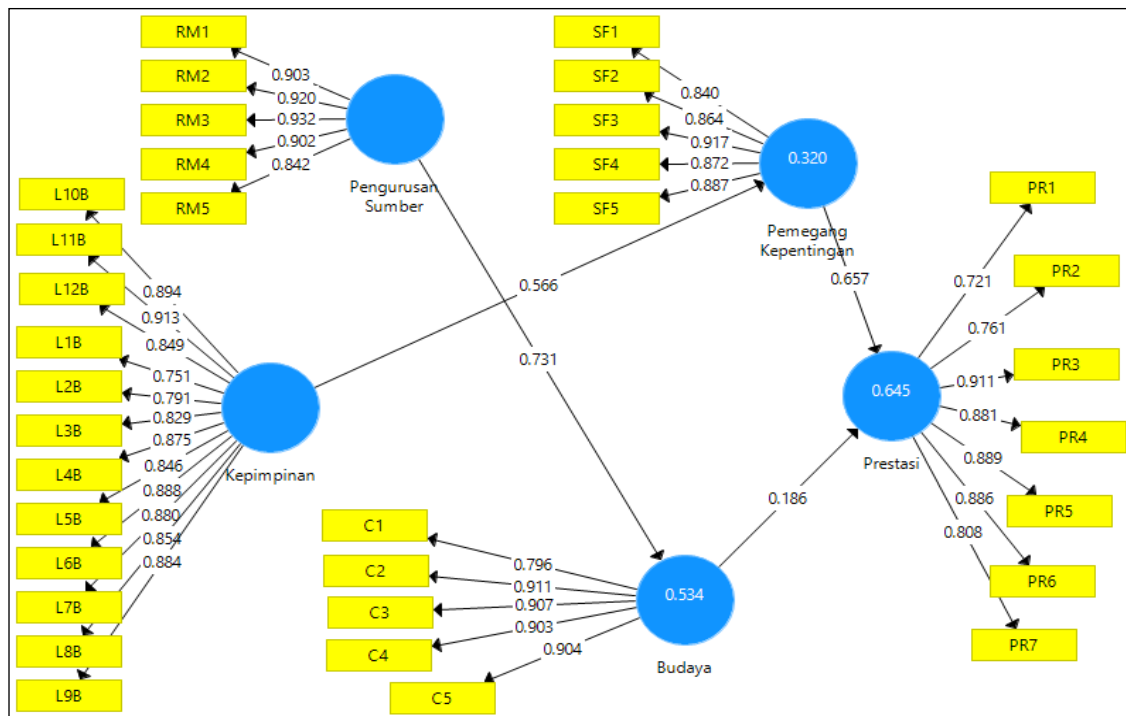 RM1
RM2
RM3
RM4
RM5
0.903
0.920
0.932
0.902
0.842
Pengurusan
Sumber
SF1
SF2
SF3
SF4
SF5
0.840
0.864
0.917
0.872
0.887
0.320
Pemegang
Kepentingan
L10B
L11B
L12B
L1B
L2B
L3B
L4B
L5B
L6B
L7B
L8B
L9B
0.894
0.913
0.849
0.751
0.791
0.829
0.875
0.846
0.888
0.880
0.854
0.884
Kepimpinan
0.566
0.731
0.657
0.186
PR1
PR2
PR3
PR4
PR5
PR6
PR7
0.721
0.761
0.911
0.881
0.889
0.886
0.808
0.645
Prestasi
C1
C2
C3
C4
C5
0.796
0.911
0.907
0.903
0.904
0.534
Budaya